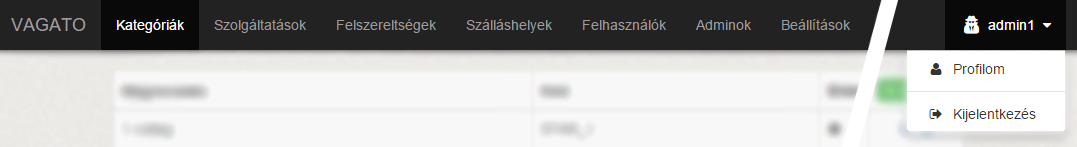 VAGATO Kategóriák Szolgáltatások Felszereltségek Szálláshelyek Felhasználók Adminok Beállítások admin1
Profilom
Kijelentkezés